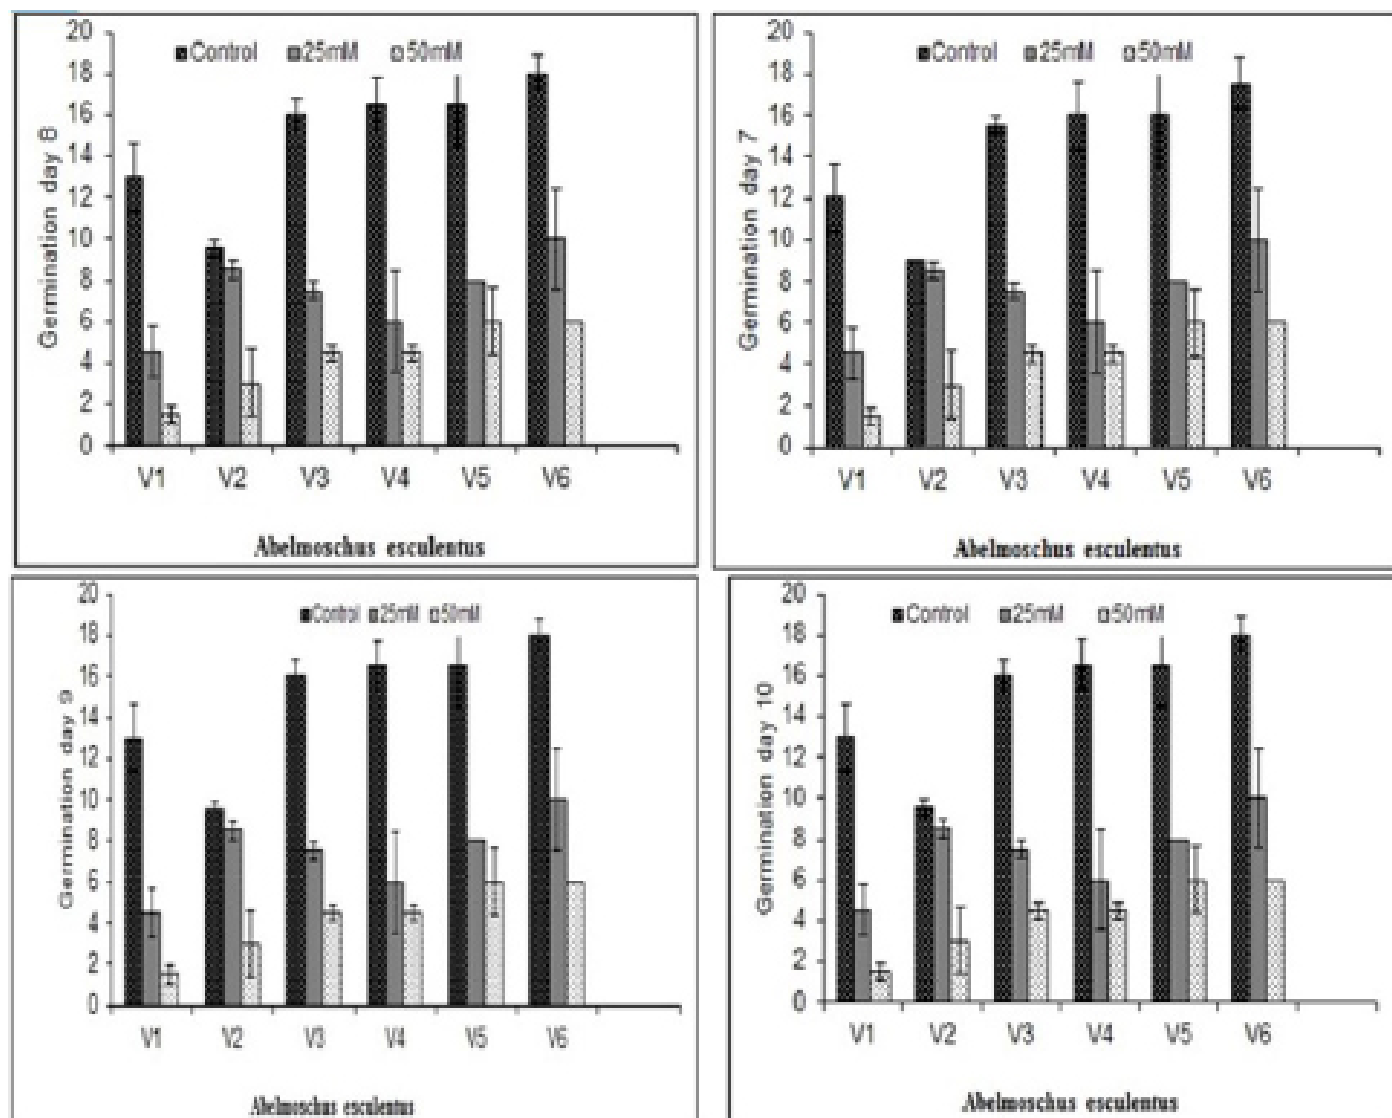 Control 25mM 50mM
Germination day 8
20
18
16
14
12
10
8
6
4
2
0
V1 V2 V3 V4 V5 V6
Abelmoschus esculentus
Control 25mM 50mM
Germination day 7
20
18
16
14
12
10
8
6
4
2
0
V1 V2 V3 V4 V5 V6
Abelmoschus esculentus
Control 25mM 50mM
Germination day 9
20
18
16
14
12
10
8
6
4
2
0
V1 V2 V3 V4 V5 V6
Abelmoschus esculentus
Control 25mM 50mM
Germination day 10
20
18
16
14
12
10
8
6
4
2
0
V1 V2 V3 V4 V5 V6
Abelmoschus esculentus